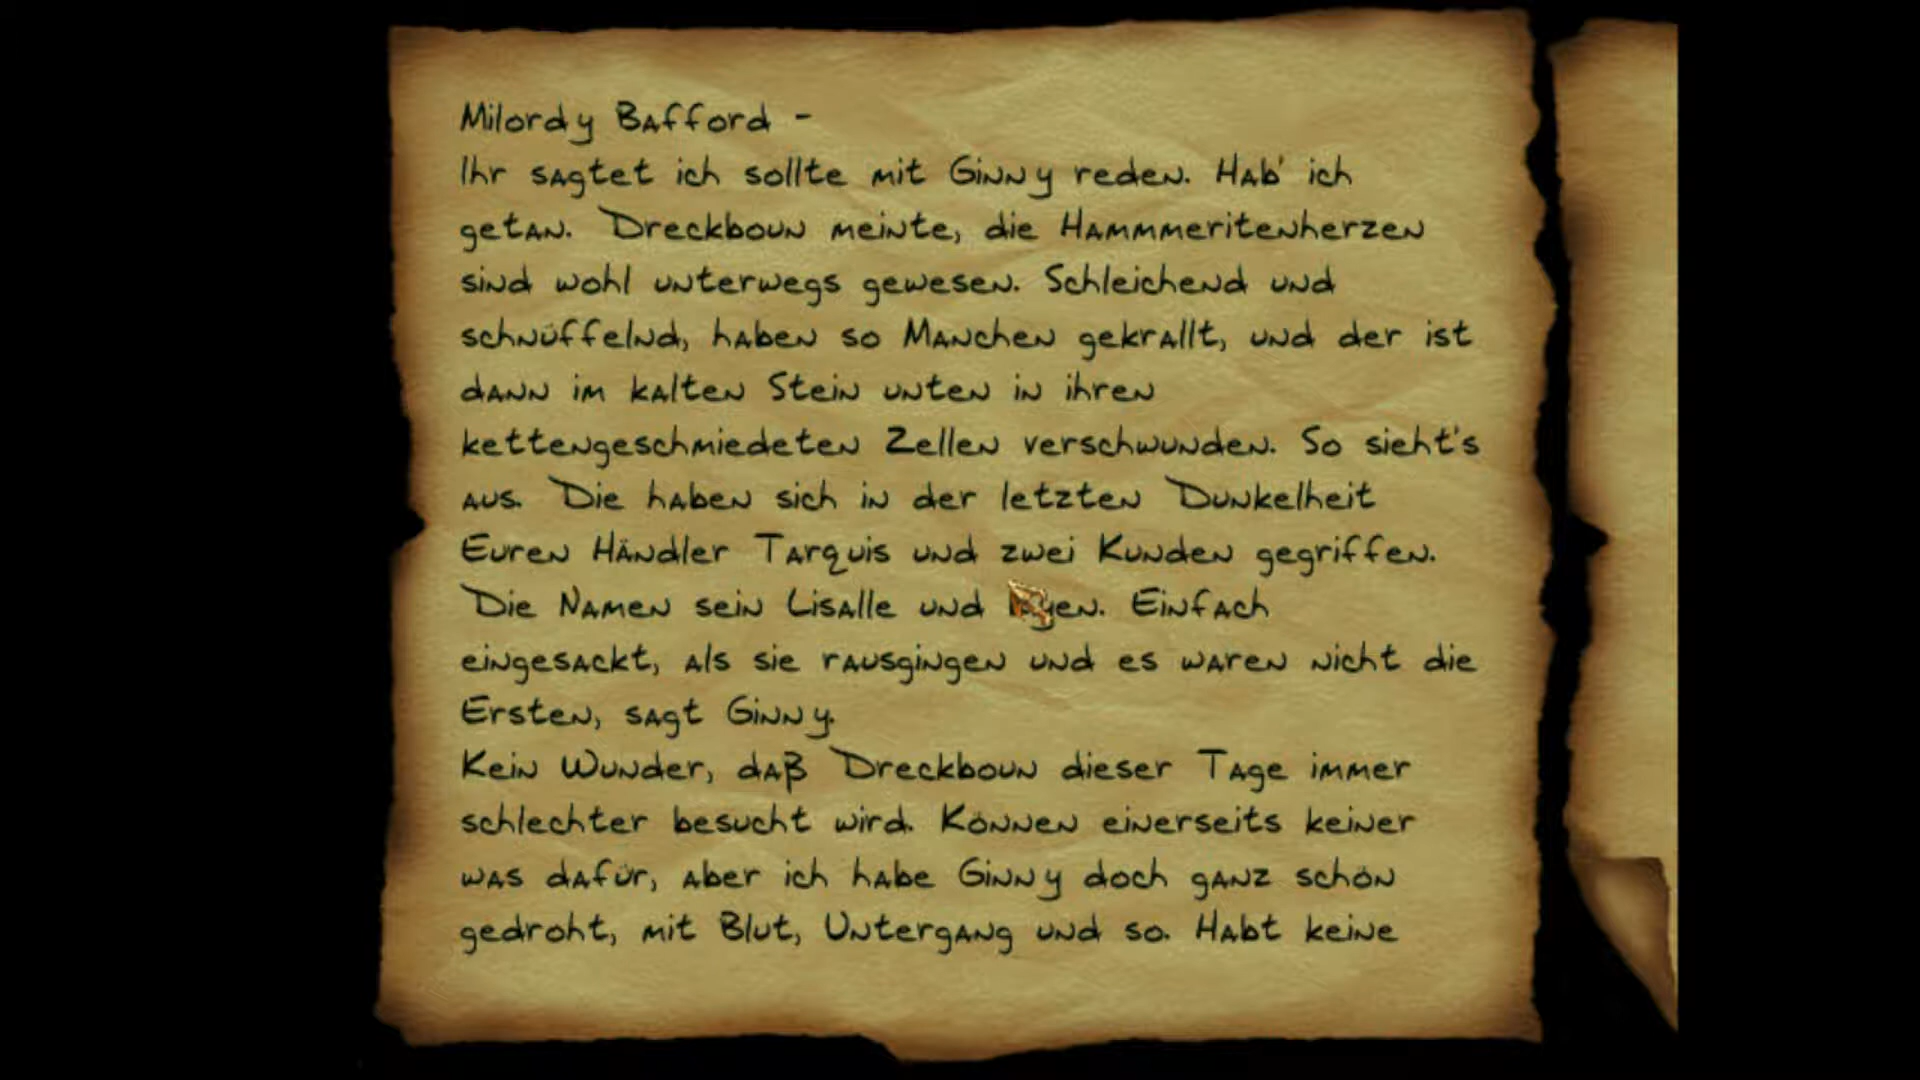 Milordy Bafford -
Ihr sagtet ich sollte mit Ginny reden. Hab' ich
getan. Dreckboun meinte, die Hammmeritenherzen
sind wohl unterwegs gewesen. Schleichend und
schnüffelnd, haben so Manchen gekrallt, und der ist
dann im kalten Stein unten in ihren
kettengeschmiedeten Zellen verschwunden. So sieht's
aus. Die haben sich in der letzten Dunkelheit
Euren Händler Tarquis und zwei Kunden gegriffen.
Die Namen sein Lisalle und Einfach
eingesackt, als sie rausgingen und es waren nicht die
Ersten, sagt Ginny.
Kein Wunder, daß Dreckboun dieser Tage immer
schlechter besucht wird. Können einerseits keiner
was dafür, aber ich habe Ginny doch ganz schön
gedroht, mit Blut, Untergang und so. Habt keine